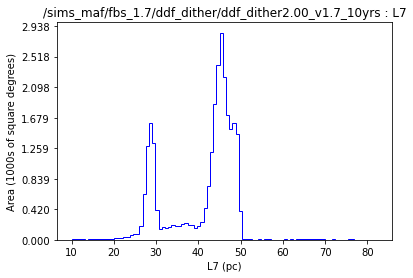 /sims_maf/fbs_1.7/ddf_dither/ddf_dither2.00_v1.7_10yrs : L7
2.938
2.518
2.098
1.679
1.259
0.839
0.420
0.000
Area (1000s of square degrees)
10 20 30 40 50 60 70 80
L7 (pc)